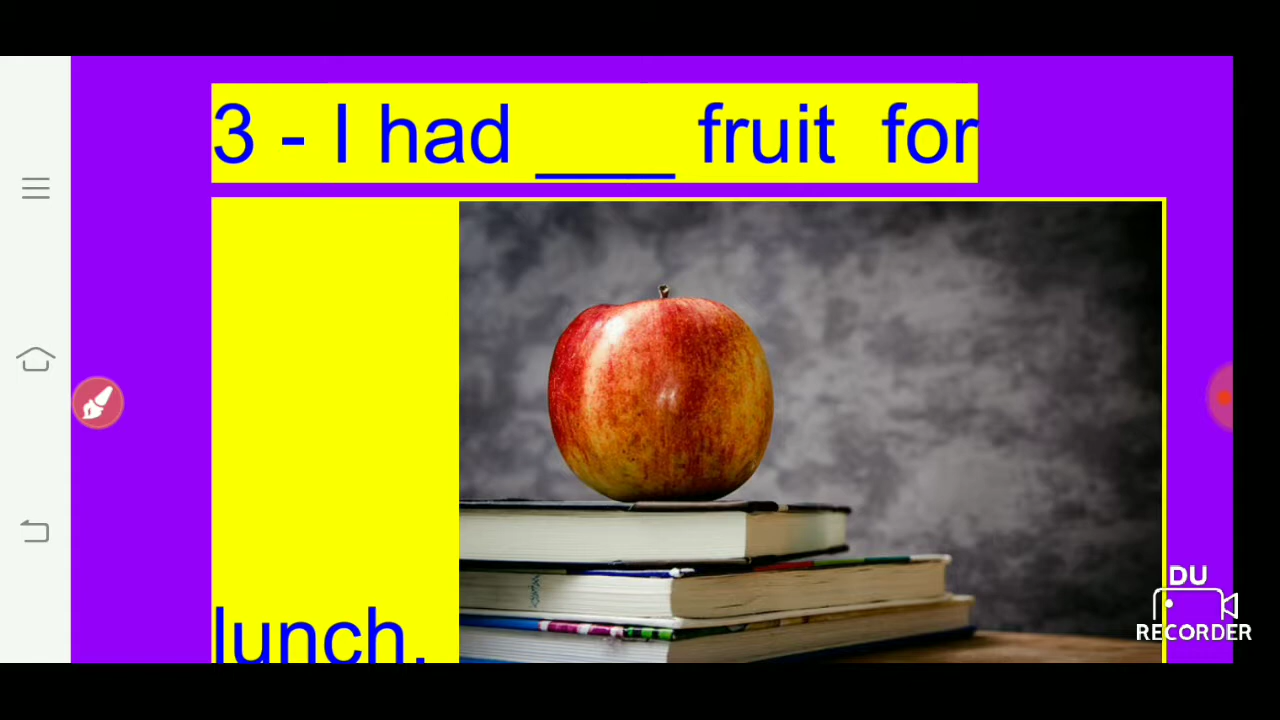 3 - I had ____ fruit for
lunch.
DU
RECORDER